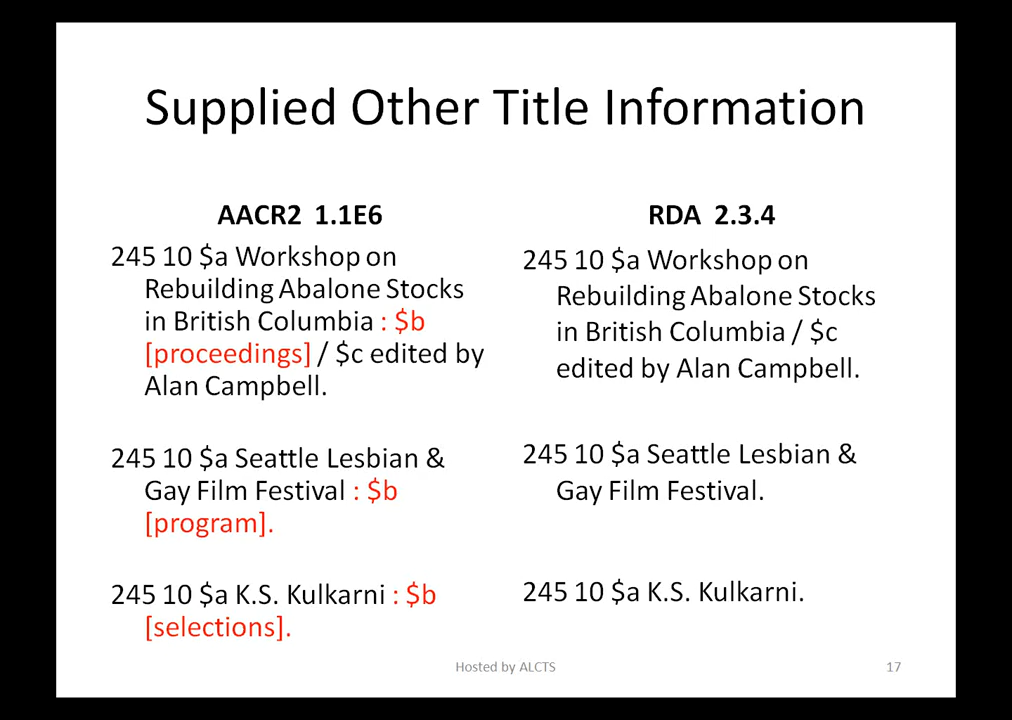 Supplied Other Title Information
AACR2 1.1E6
245 10 $a Workshop on
Rebuilding Abalone Stocks
in British Columbia : $b
[proceedings] / $c edited by
Alan Campbell.
245 10 $a Seattle Lesbian &
Gay Film Festival : $b
[program].
245 10 $a K.S. Kulkarni : $b
[selections].
RDA 2.3.4
245 10 $a Workshop on
Rebuilding Abalone Stocks
in British Columbia / $c
edited by Alan Campbell.
245 10 $a Seattle Lesbian &
Gay Film Festival.
245 10 $a K.S. Kulkarni.
Hosted by ALCTS
17